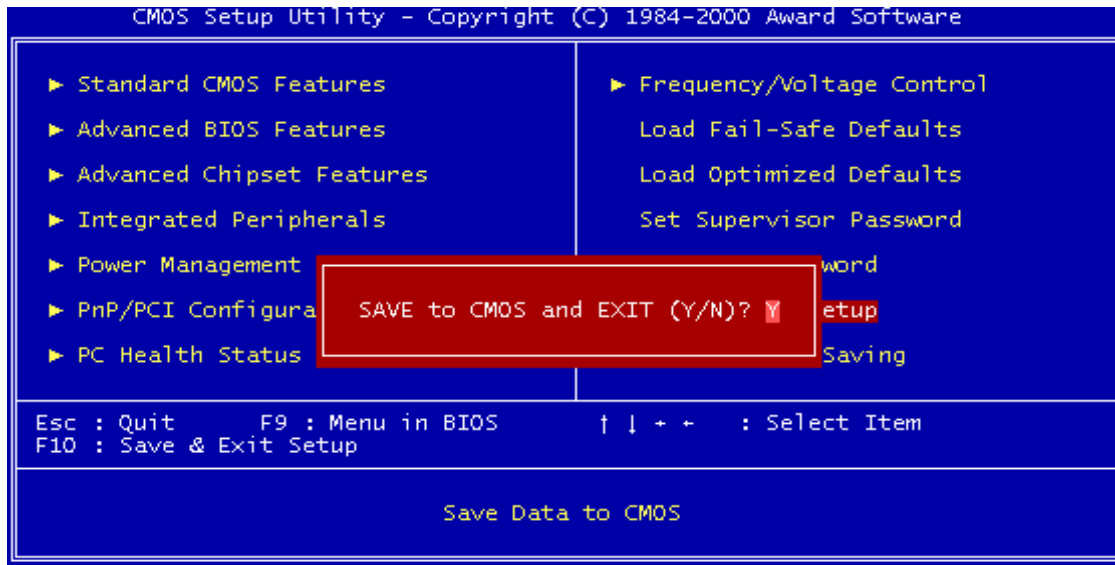 CMOS Setup Utility – Copyright (C) 1984–2000 Award Software
► Standard CMOS Features
► Advanced BIOS Features
► Advanced Chipset Features
► Integrated Peripherals
► Power Management
► PnP/PCI Configura
► PC Health Status
► Frequency/Voltage Control
Load Fail-Safe Defaults
Load Optimized Defaults
Set Supervisor Password
word
etup
Saving
SAVE to CMOS and EXIT (Y/N)? Y
Esc : Quit F9 : Menu in BIOS ↑ ↓ → ← : Select Item
F10 : Save & Exit Setup
Save Data to CMOS